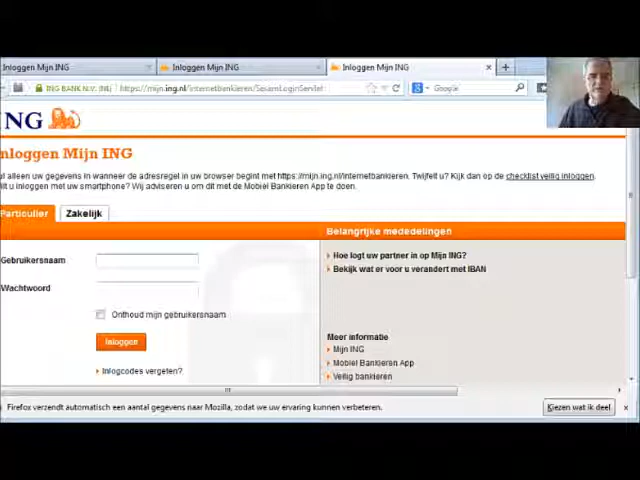 Inloggen Mijn ING
Inloggen Mijn ING
Inloggen Mijn ING
ING BANK N.V. (NL)
https://mijn.ing.nl/internetbankieren/SesamLoginServlet
Google
NG
nloggen Mijn ING
ul alleen uw gegevens in wanneer de adresregel in uw browser begint met https://mijn.ing.nl/internetbankieren. Twijfelt u? Kijk dan op de checklist veilig inloggen.
ilt u inloggen met uw smartphone? Wij adviseren u om dit met de Mobiel Bankieren App te doen.
Particulier
Zakelijk
Belangrijke mededelingen
Gebruikersnaam
Hoe logt uw partner in op Mijn ING?
Bekijk wat er voor u verandert met IBAN
Wachtwoord
Onthoud mijn gebruikersnaam
Inloggen
Meer informatie
Mijn ING
Mobiel Bankieren App
Inlogcodes vergeten?
Veilig bankieren
Firefox verzendt automatisch een aantal gegevens naar Mozilla, zodat we uw ervaring kunnen verbeteren.
Kiezen wat ik deel